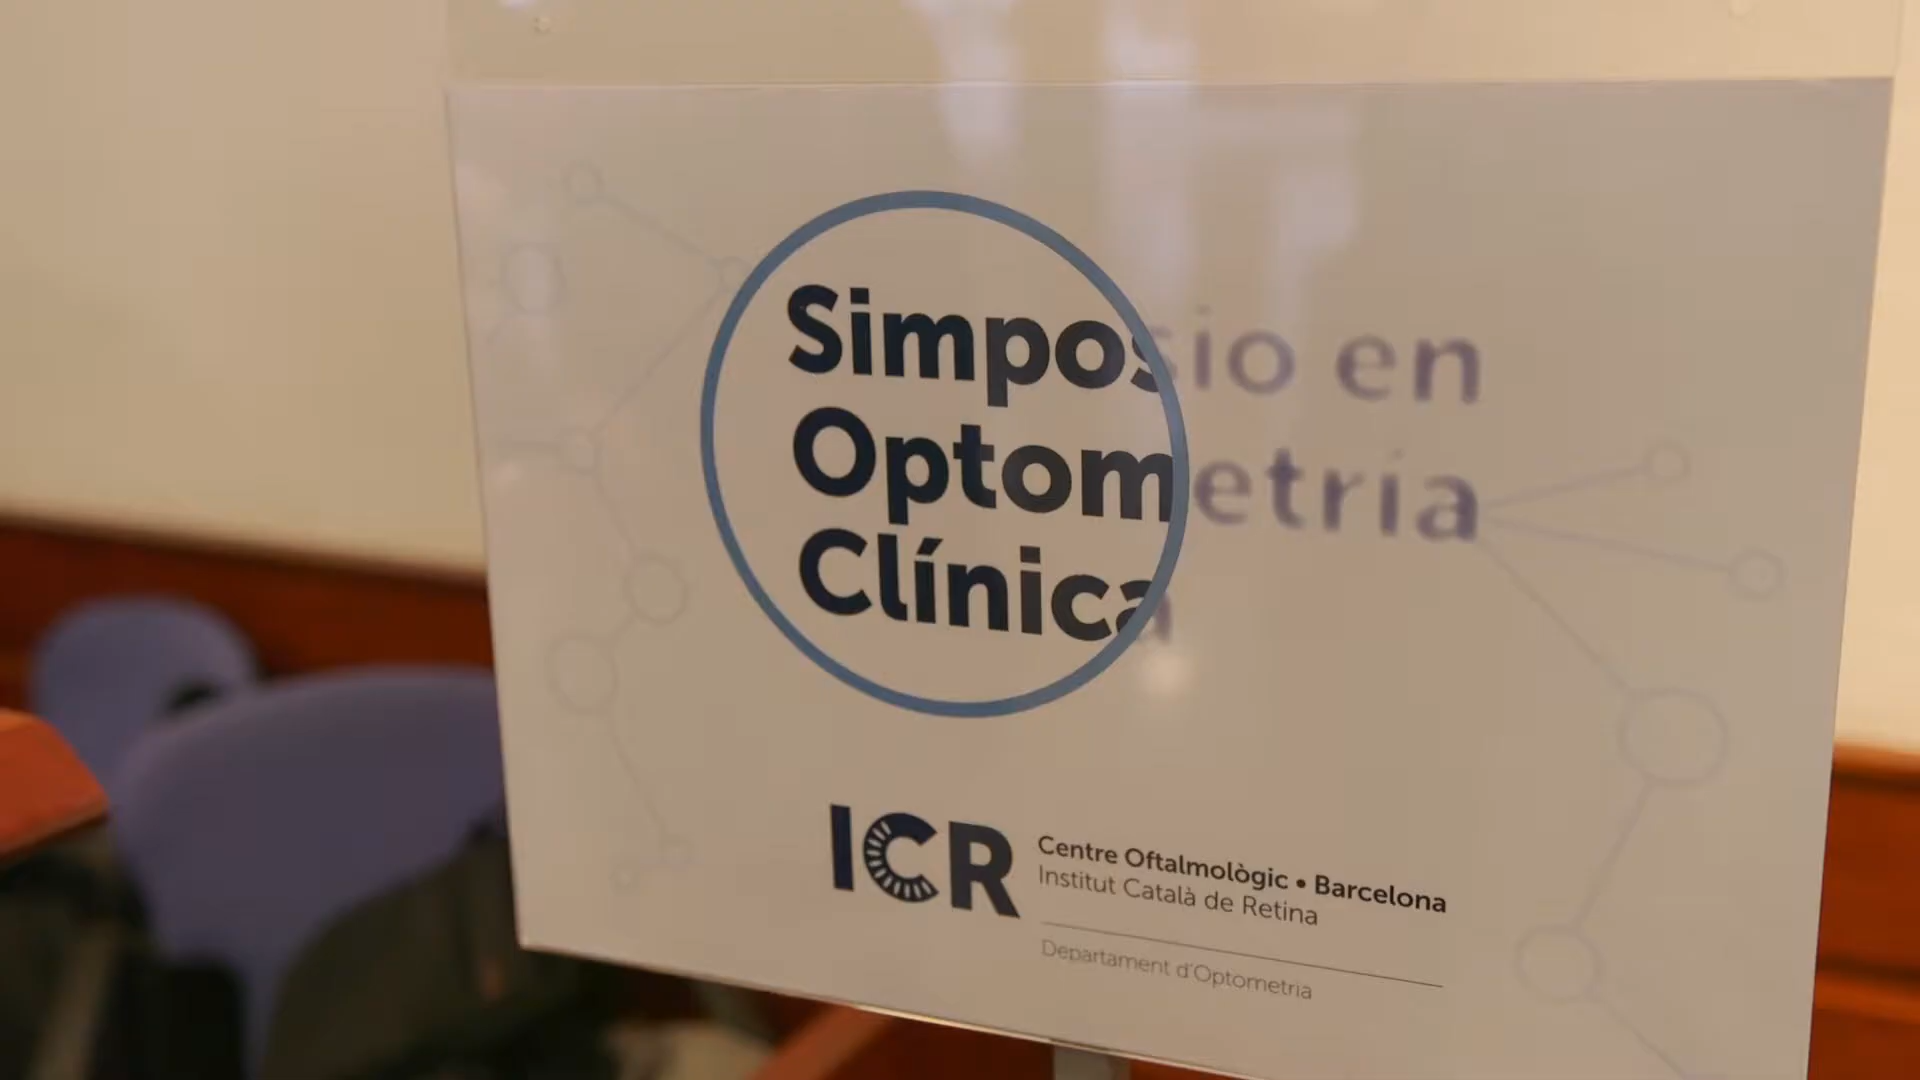 Simposio en
Optometria
Clínica
ICR
Centre Oftalmològic • Barcelona
Institut Català de Retina
Departament d'Optometria